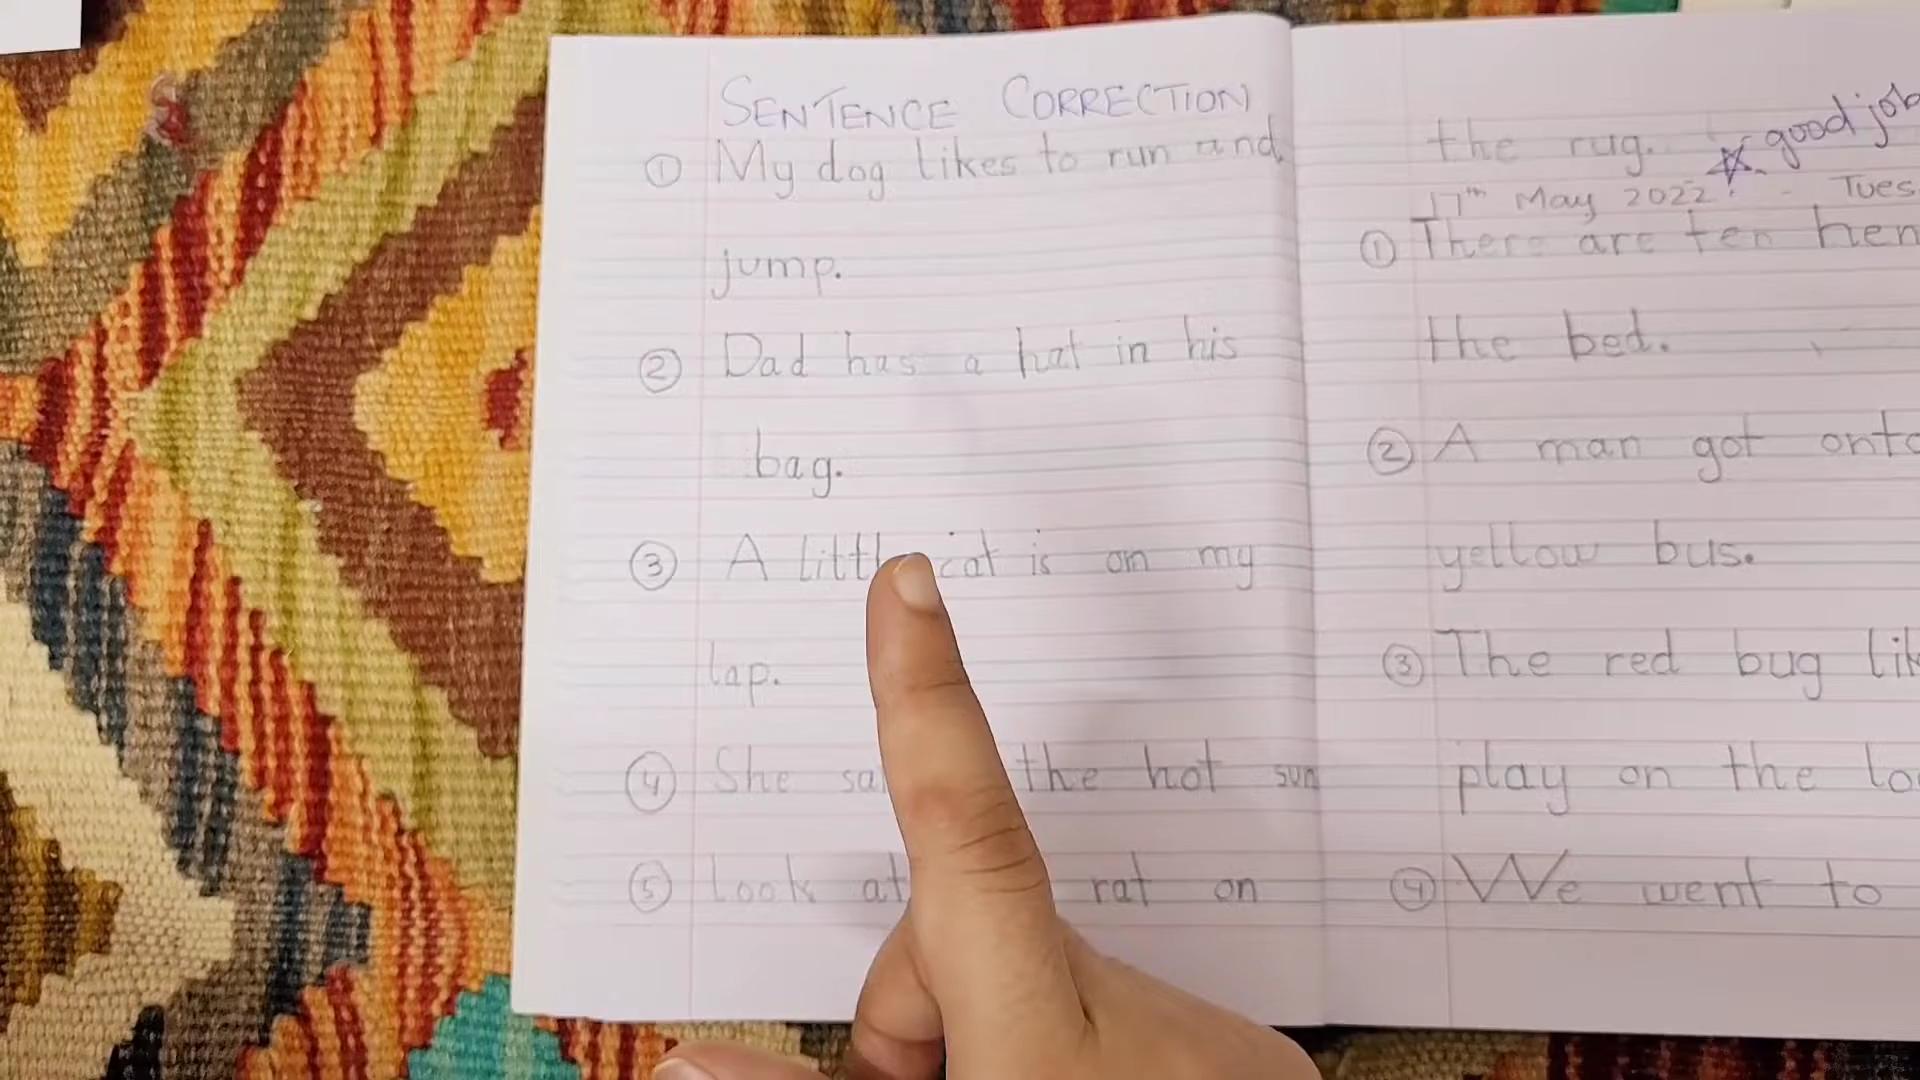 SENTENCE CORRECTION
① My dog likes to run and
jump.
② Dad has a hat in his
bag.
③ A little cat is on my
lap.
④ She the hot sun
⑤ Look at rat on
the rug. good job
17th May 2022 Tues
① There are ten hen
the bed.
② A man got onto
yellow bus.
③ The red bug lik
play on the
④ We went to